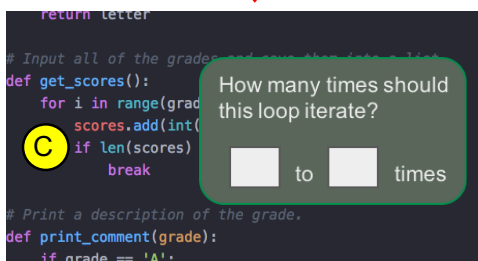 return letter
# Input all of the grades and save them into a list
def get_scores():
for i in range(grad
scores.add(int(
if len(scores)
break
How many times should
this loop iterate?
to times
C
# Print a description of the grade.
def print_comment(grade):
if grade == 'A':